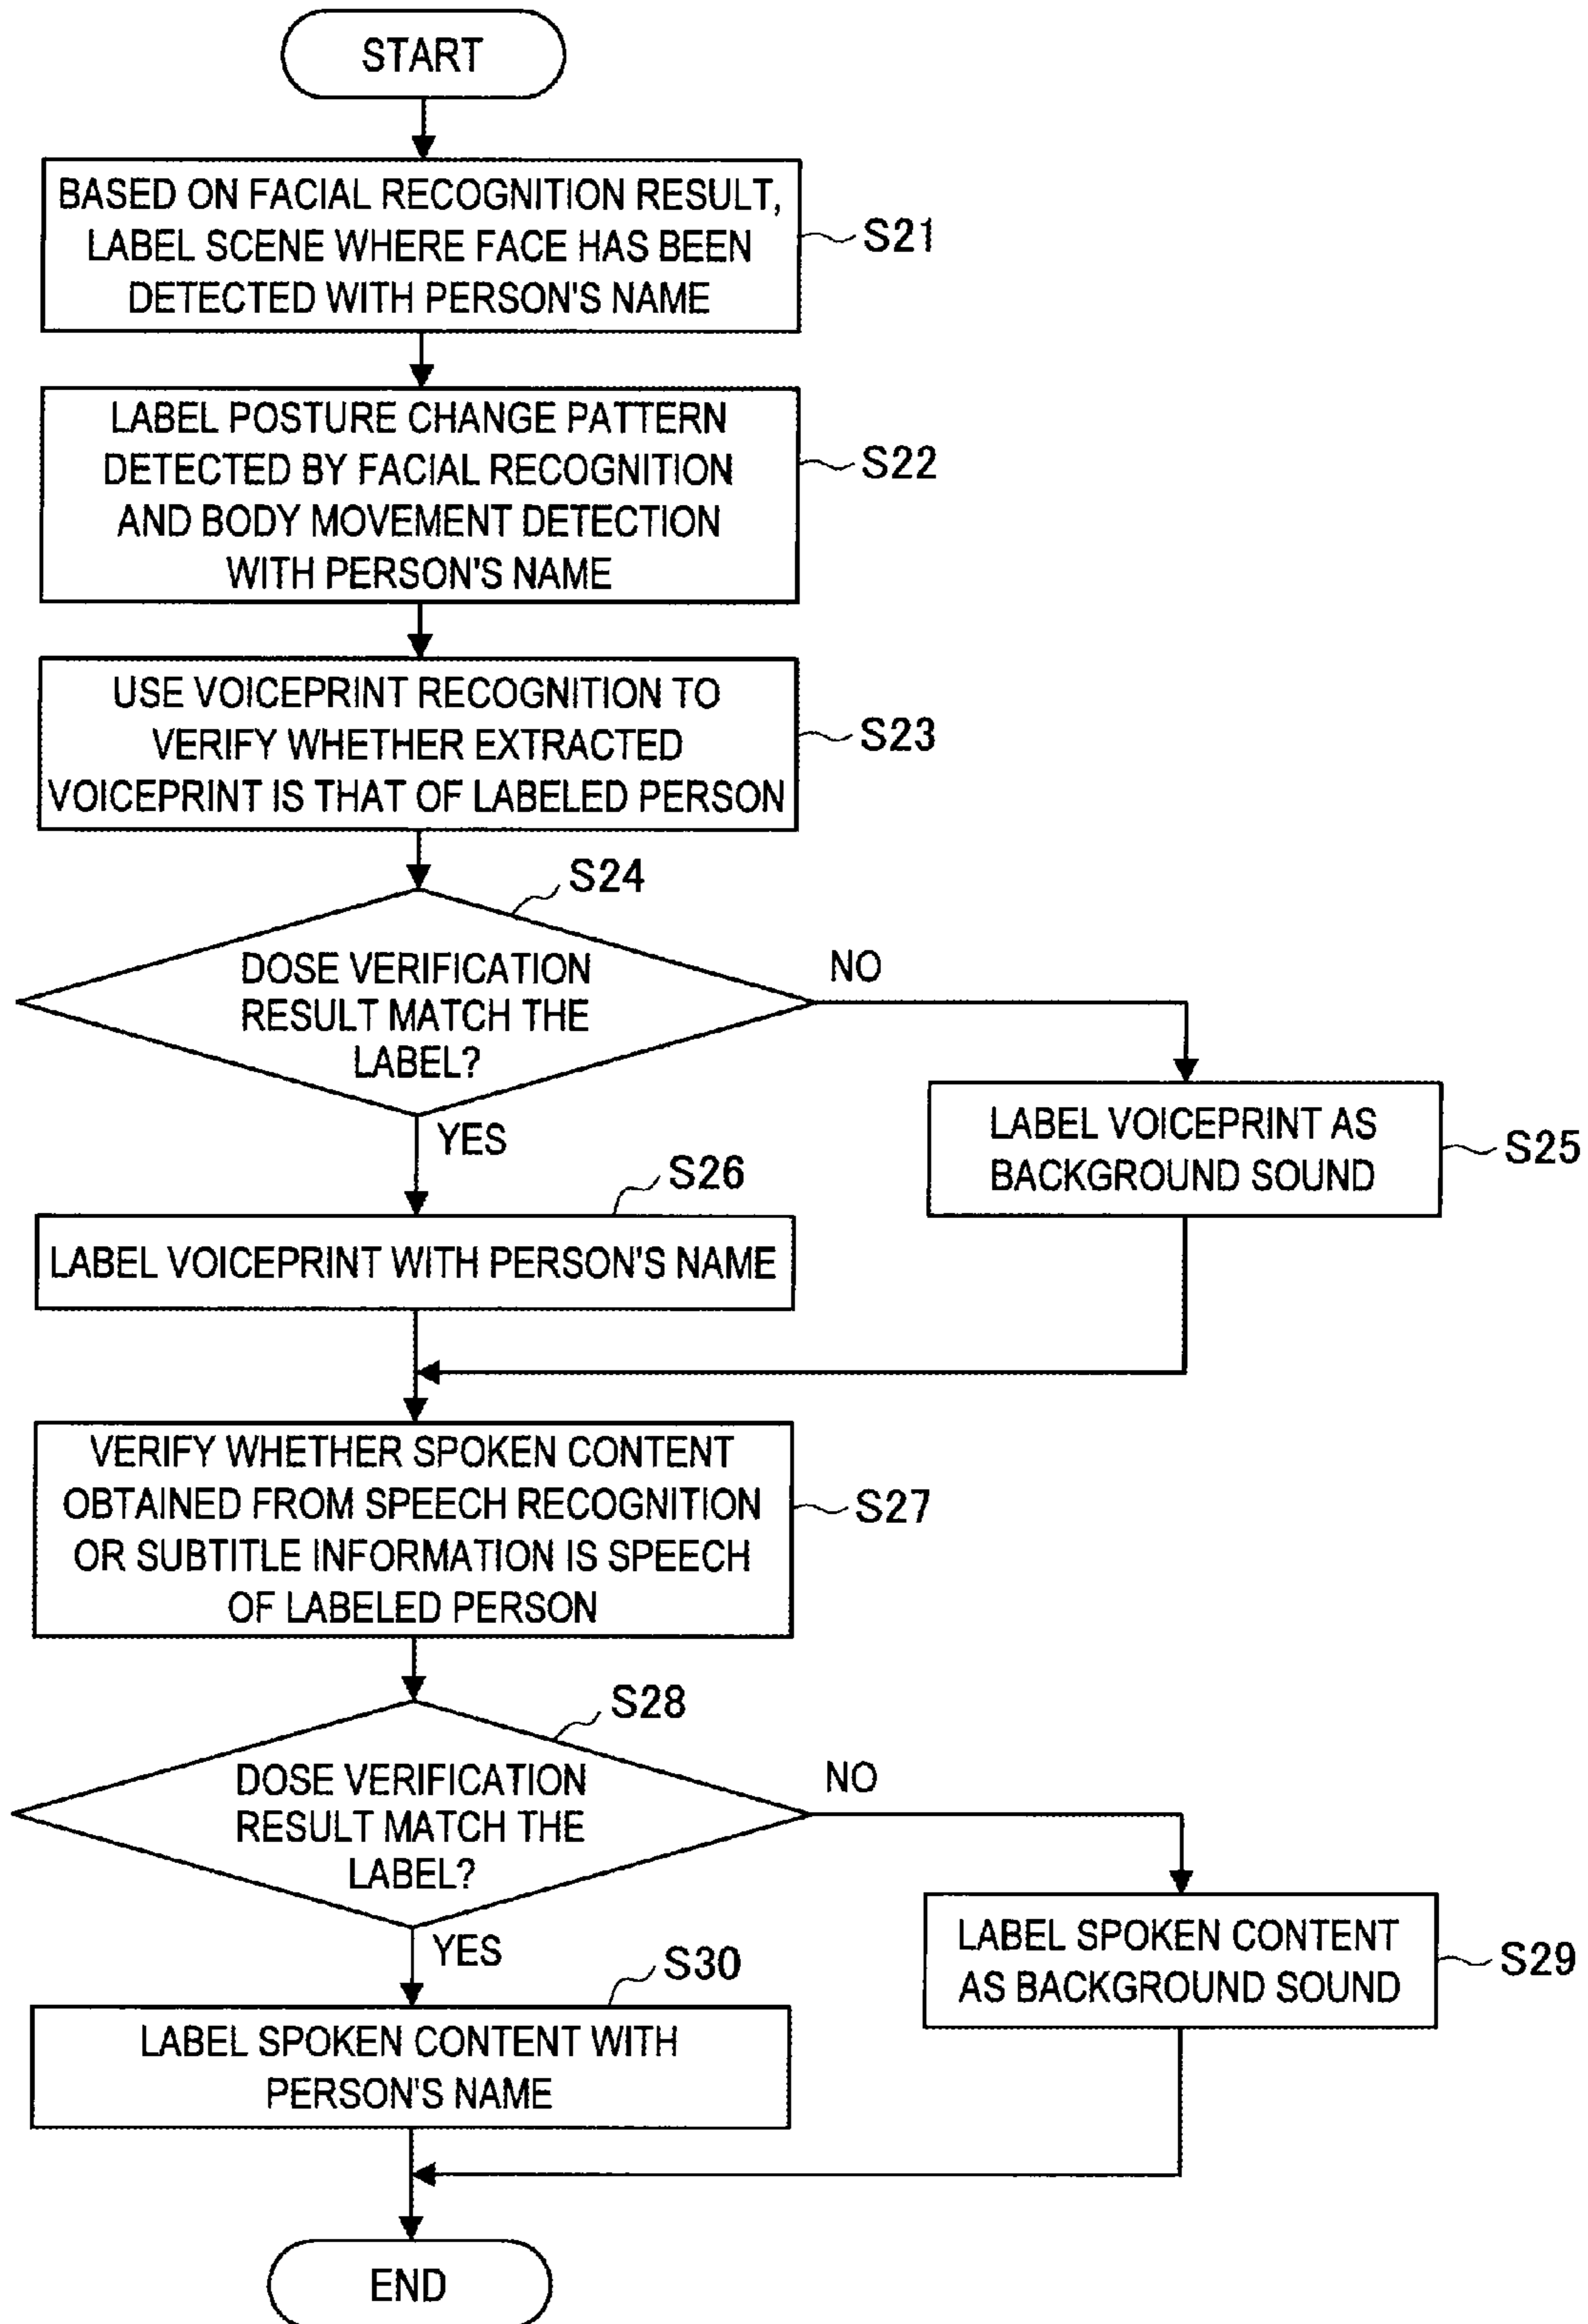 START
BASED ON FACIAL RECOGNITION RESULT,
LABEL SCENE WHERE FACE HAS BEEN
DETECTED WITH PERSON'S NAME
S21
LABEL POSTURE CHANGE PATTERN
DETECTED BY FACIAL RECOGNITION
AND BODY MOVEMENT DETECTION
WITH PERSON'S NAME
S22
USE VOICEPRINT RECOGNITION TO
VERIFY WHETHER EXTRACTED
VOICEPRINT IS THAT OF LABELED PERSON
S23
S24
DOSE VERIFICATION
RESULT MATCH THE
LABEL?
NO
YES
LABEL VOICEPRINT AS
BACKGROUND SOUND
S25
S26
LABEL VOICEPRINT WITH PERSON'S NAME
VERIFY WHETHER SPOKEN CONTENT
OBTAINED FROM SPEECH RECOGNITION
OR SUBTITLE INFORMATION IS SPEECH
OF LABELED PERSON
S27
S28
DOSE VERIFICATION
RESULT MATCH THE
LABEL?
NO
YES
LABEL SPOKEN CONTENT
AS BACKGROUND SOUND
S29
S30
LABEL SPOKEN CONTENT WITH
PERSON'S NAME
END